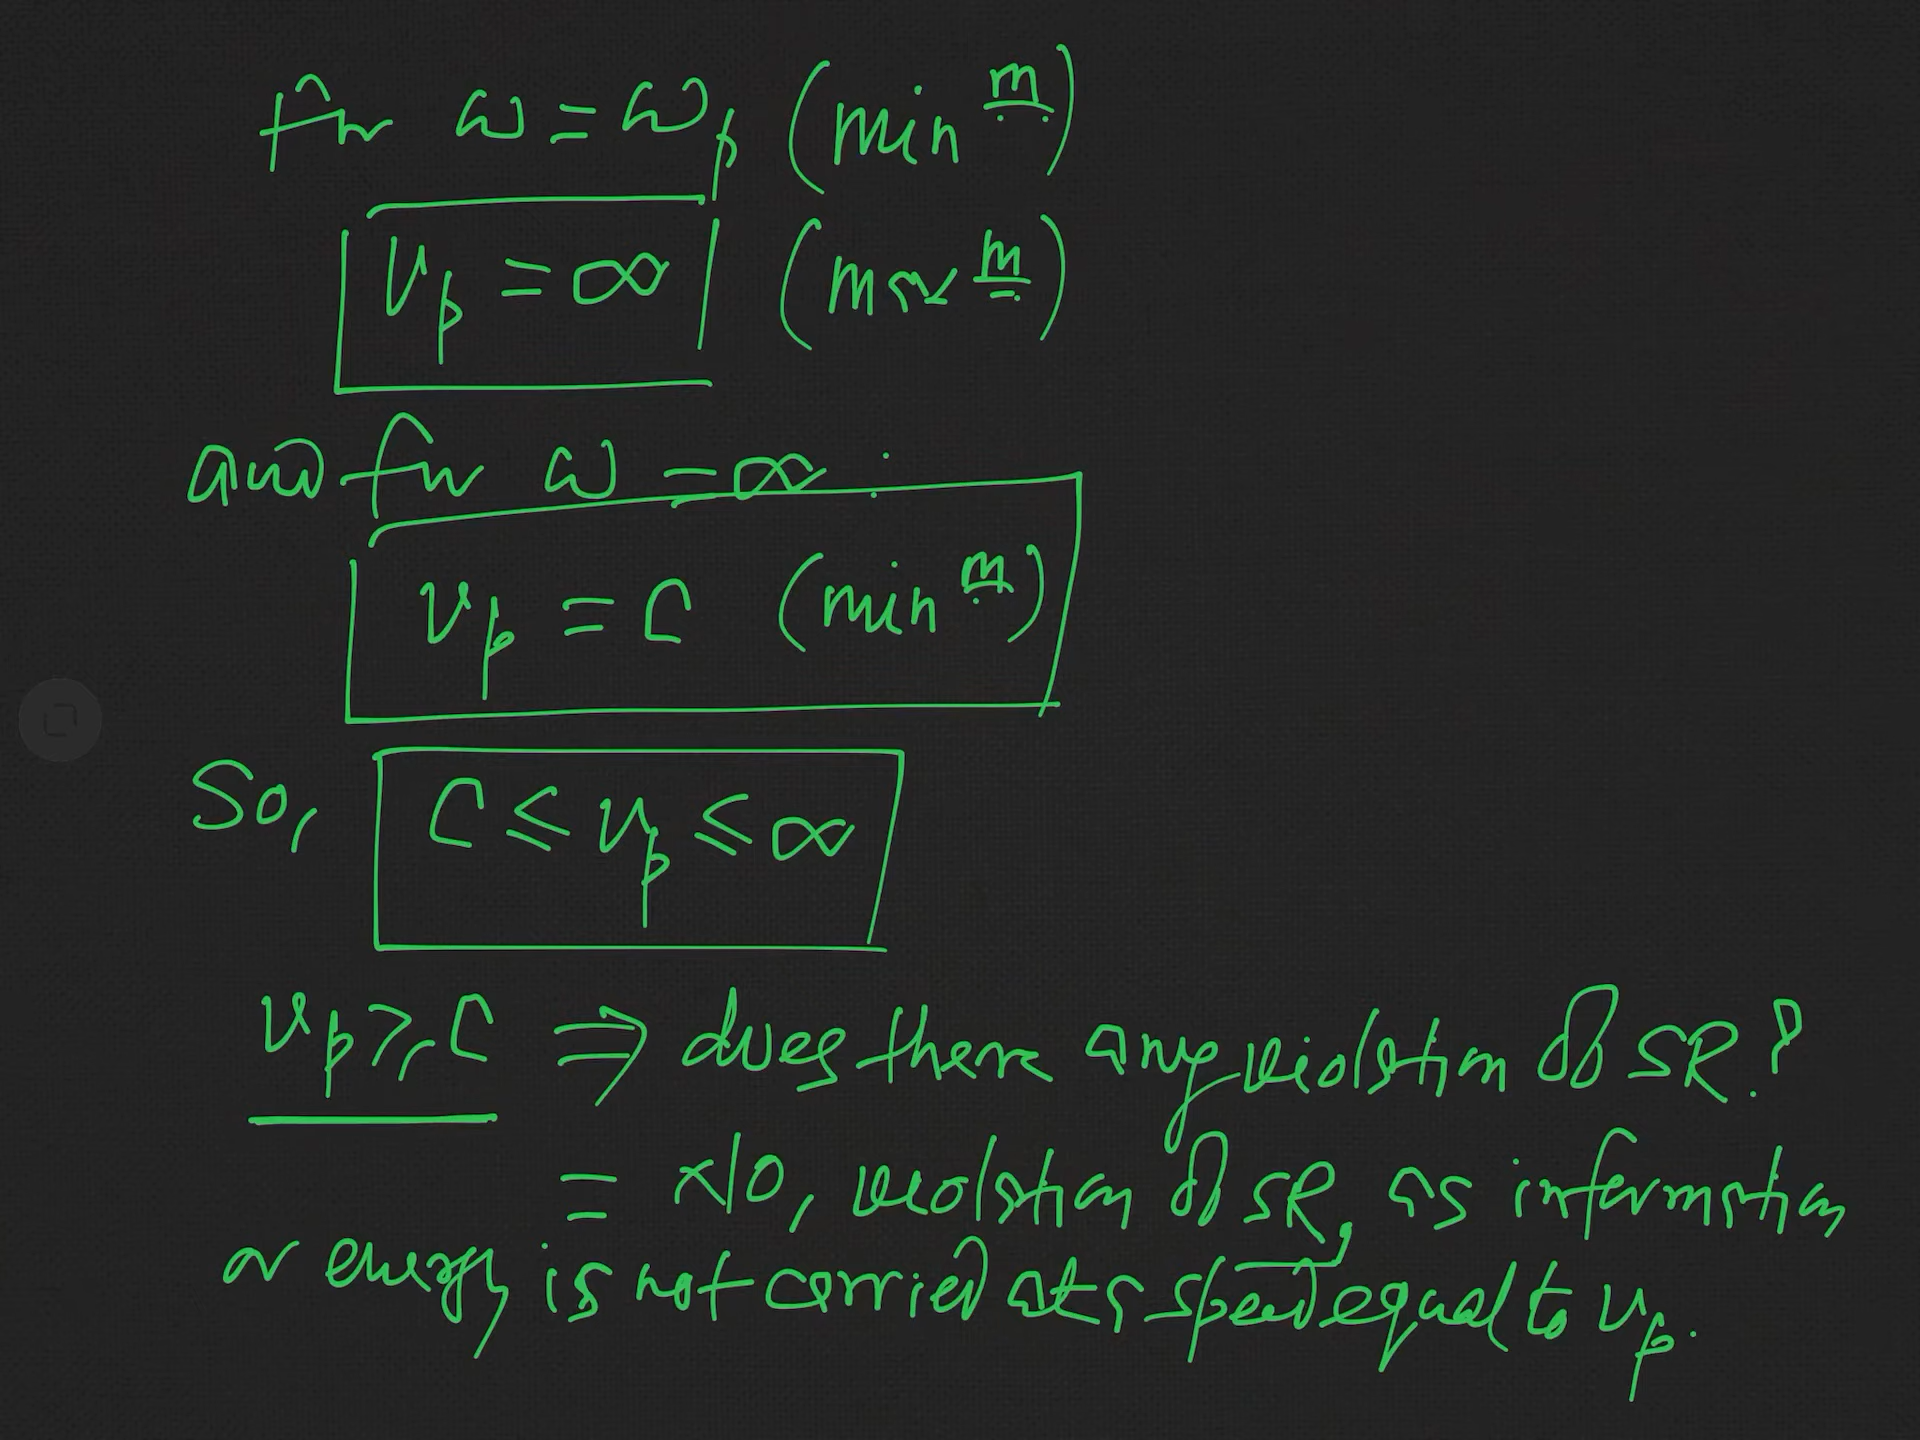 for ω = ωp (min m)
vp = ∞ (max m)
and for ω = ∞ :
vp = c (min m)
So, c ≤ vp ≤ ∞
vp ≥ c ⇒ does there any violation of SR?
= No, violation of SR, as information
or energy is not carried at a speed equal to vp.